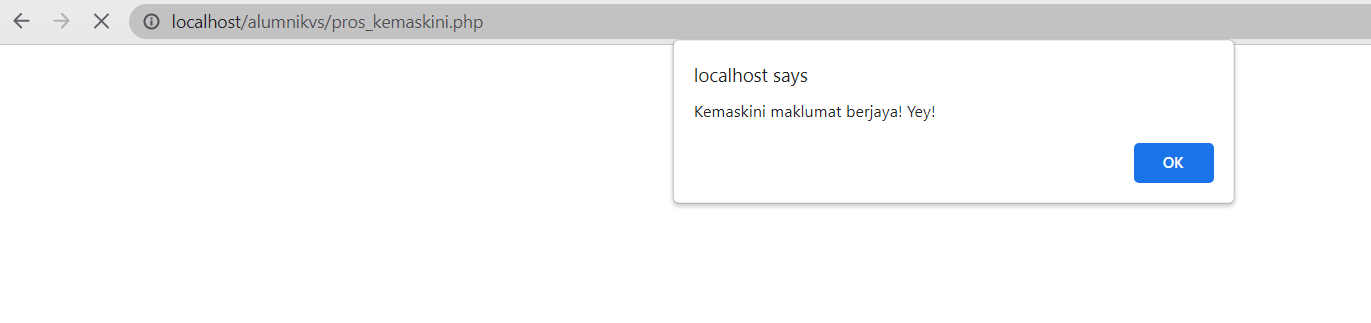 localhost/alumnikvs/pros_kemaskini.php
localhost says
Kemaskini maklumat berjaya! Yey!
OK